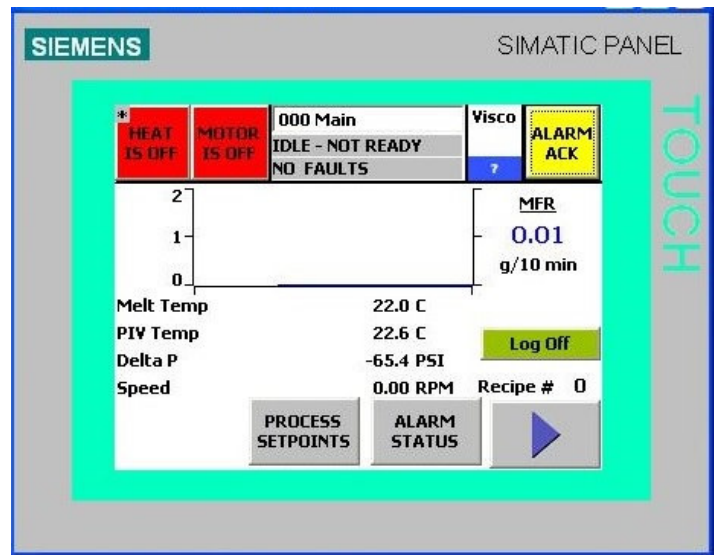 SIEMENS
SIMATIC PANEL
TOUCH
*
HEAT
IS OFF
MOTOR
IS OFF
000 Main
IDLE - NOT READY
NO FAULTS
Visco
?
ALARM
ACK
2
1
0
MFR
0.01
g/10 min
Melt Temp 22.0 C
PIV Temp 22.6 C
Delta P -65.4 PSI
Speed 0.00 RPM
Log Off
Recipe # 0
PROCESS
SETPOINTS
ALARM
STATUS